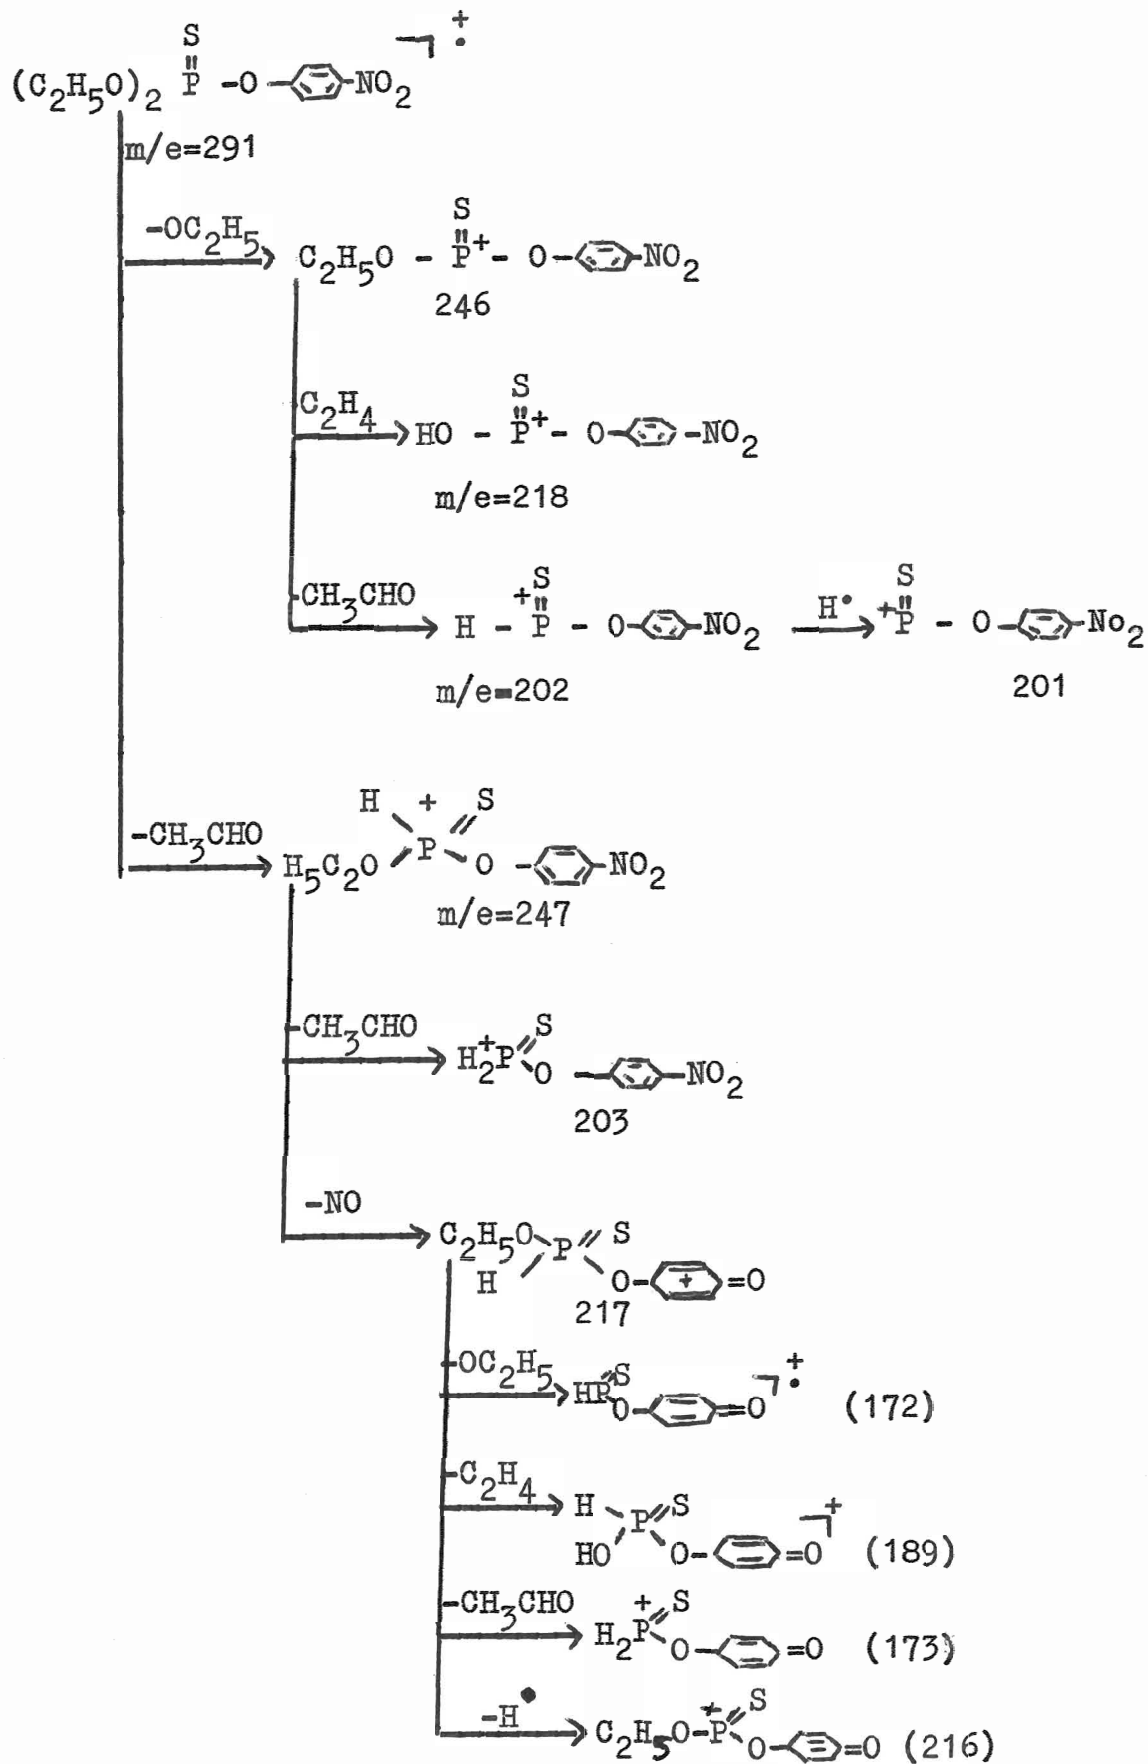 S
(C2H5O)2 P -O- -NO2 ⁺•
m/e=291
-OC2H5
S
C2H5O - P+ - O- -NO2
246
C2H4
S
HO - P+ - O- -NO2
m/e=218
-CH3CHO
S
H - +P - O- -NO2
m/e=202
H•
S
+P - O- -No2
201
-CH3CHO
H + S
H5C2O P O - -NO2
m/e=247
-CH3CHO
S
H2+P O - -NO2
203
-NO
C2H5O P S
H O- + =O
217
-OC2H5
HP S O- =O ⁺• (172)
-C2H4
H P S +
HO O- =O (189)
-CH3CHO
+ S
H2P O- =O (173)
-H•
+ S
C2H5O-P O- =O (216)